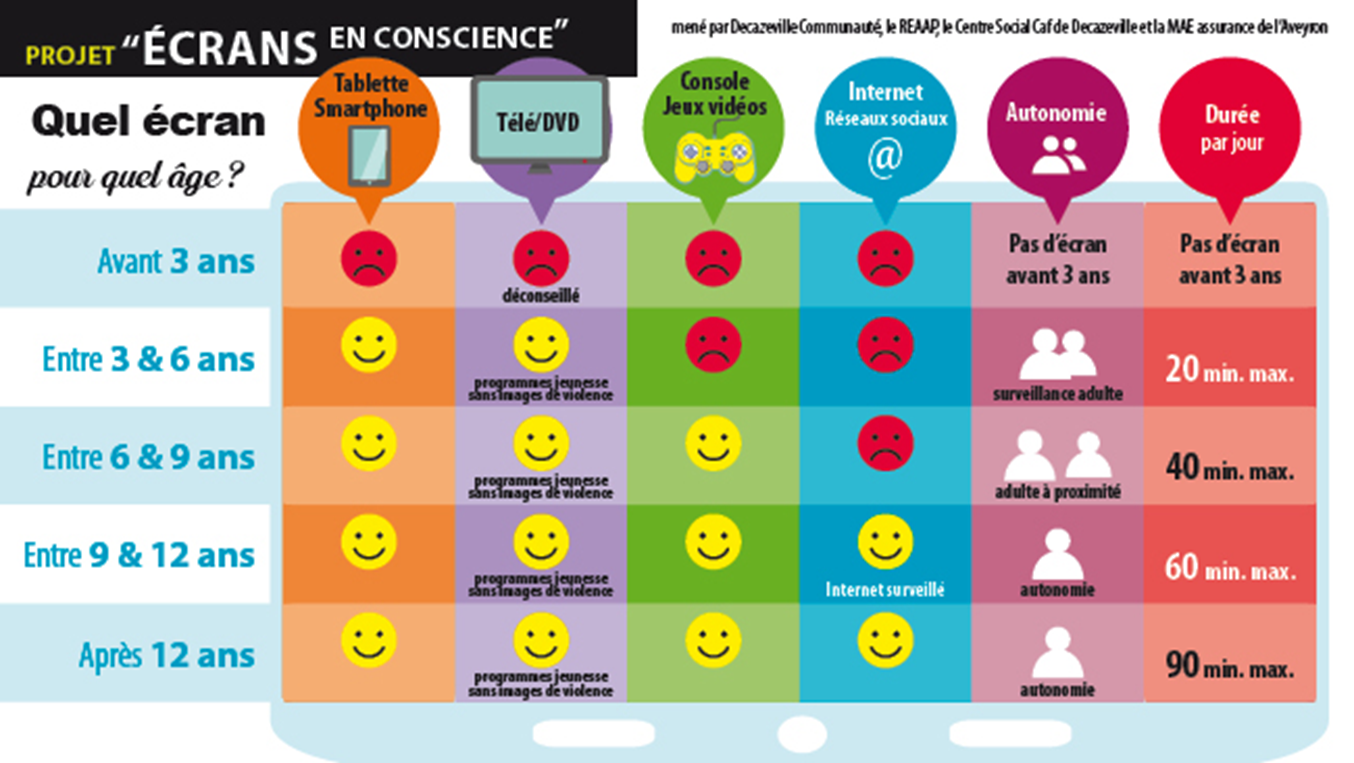 PROJET "ÉCRANS EN CONSCIENCE"
mené par Decazeville Communauté, le REAAP, le Centre Social Caf de Decazeville et la MAE assurance de l'Aveyron
Quel écran
pour quel âge ?
Tablette
Smartphone
Télé/DVD
Console
Jeux vidéos
Internet
Réseaux sociaux
@
Autonomie
Durée
par jour
Avant 3 ans
déconseillé
Pas d'écran
avant 3 ans
Pas d'écran
avant 3 ans
Entre 3 & 6 ans
programmes jeunesse
sans images de violence
surveillance adulte
20 min. max.
Entre 6 & 9 ans
programmes jeunesse
sans images de violence
adulte à proximité
40 min. max.
Entre 9 & 12 ans
programmes jeunesse
sans images de violence
Internet surveillé
autonomie
60 min. max.
Après 12 ans
programmes jeunesse
sans images de violence
autonomie
90 min. max.